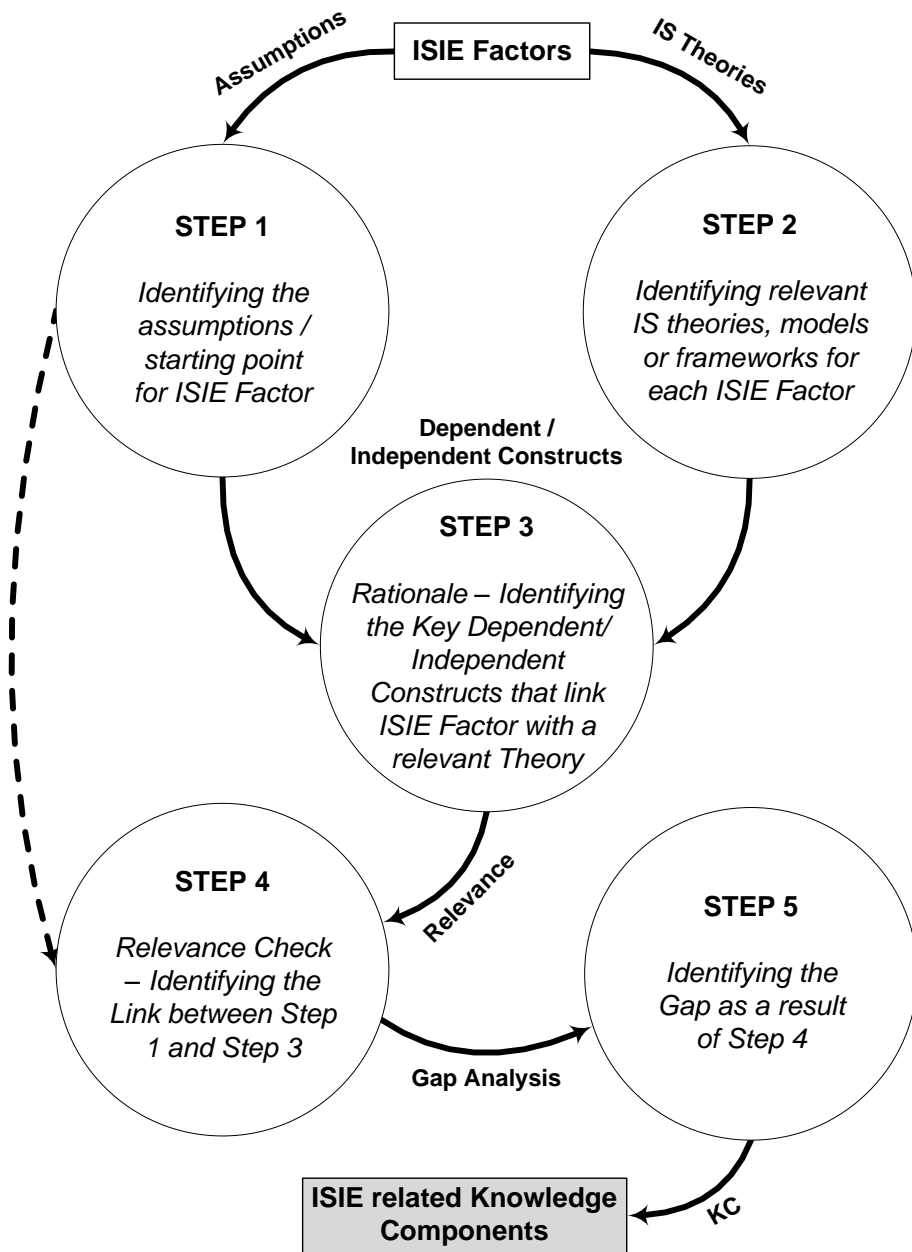 ISIE Factors
Assumptions
IS Theories
STEP 1
Identifying the
assumptions /
starting point
for ISIE Factor
STEP 2
Identifying relevant
IS theories, models
or frameworks for
each ISIE Factor
Dependent /
Independent Constructs
STEP 3
Rationale – Identifying
the Key Dependent/
Independent
Constructs that link
ISIE Factor with a
relevant Theory
Relevance
STEP 4
Relevance Check
– Identifying the
Link between Step
1 and Step 3
Gap Analysis
STEP 5
Identifying the
Gap as a result
of Step 4
KC
ISIE related Knowledge
Components